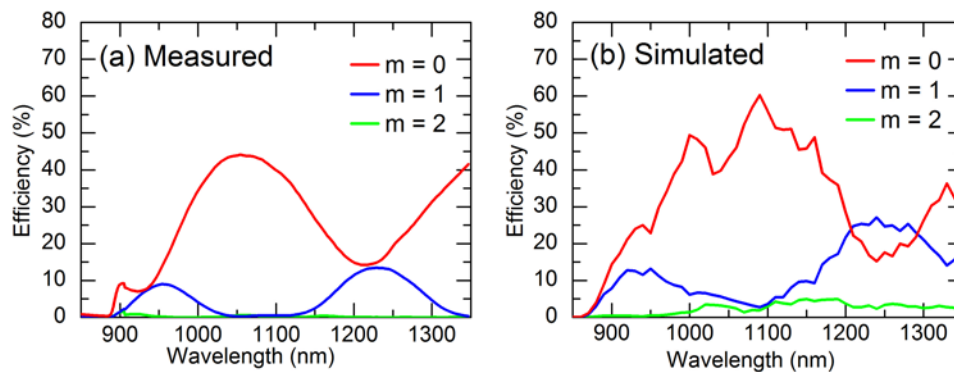 (a) Measured
m = 0
m = 1
m = 2
Efficiency (%)
80
70
60
50
40
30
20
10
0
900
1000
1100
1200
1300
Wavelength (nm)
(b) Simulated
m = 0
m = 1
m = 2
Efficiency (%)
80
70
60
50
40
30
20
10
0
900
1000
1100
1200
1300
Wavelength (nm)